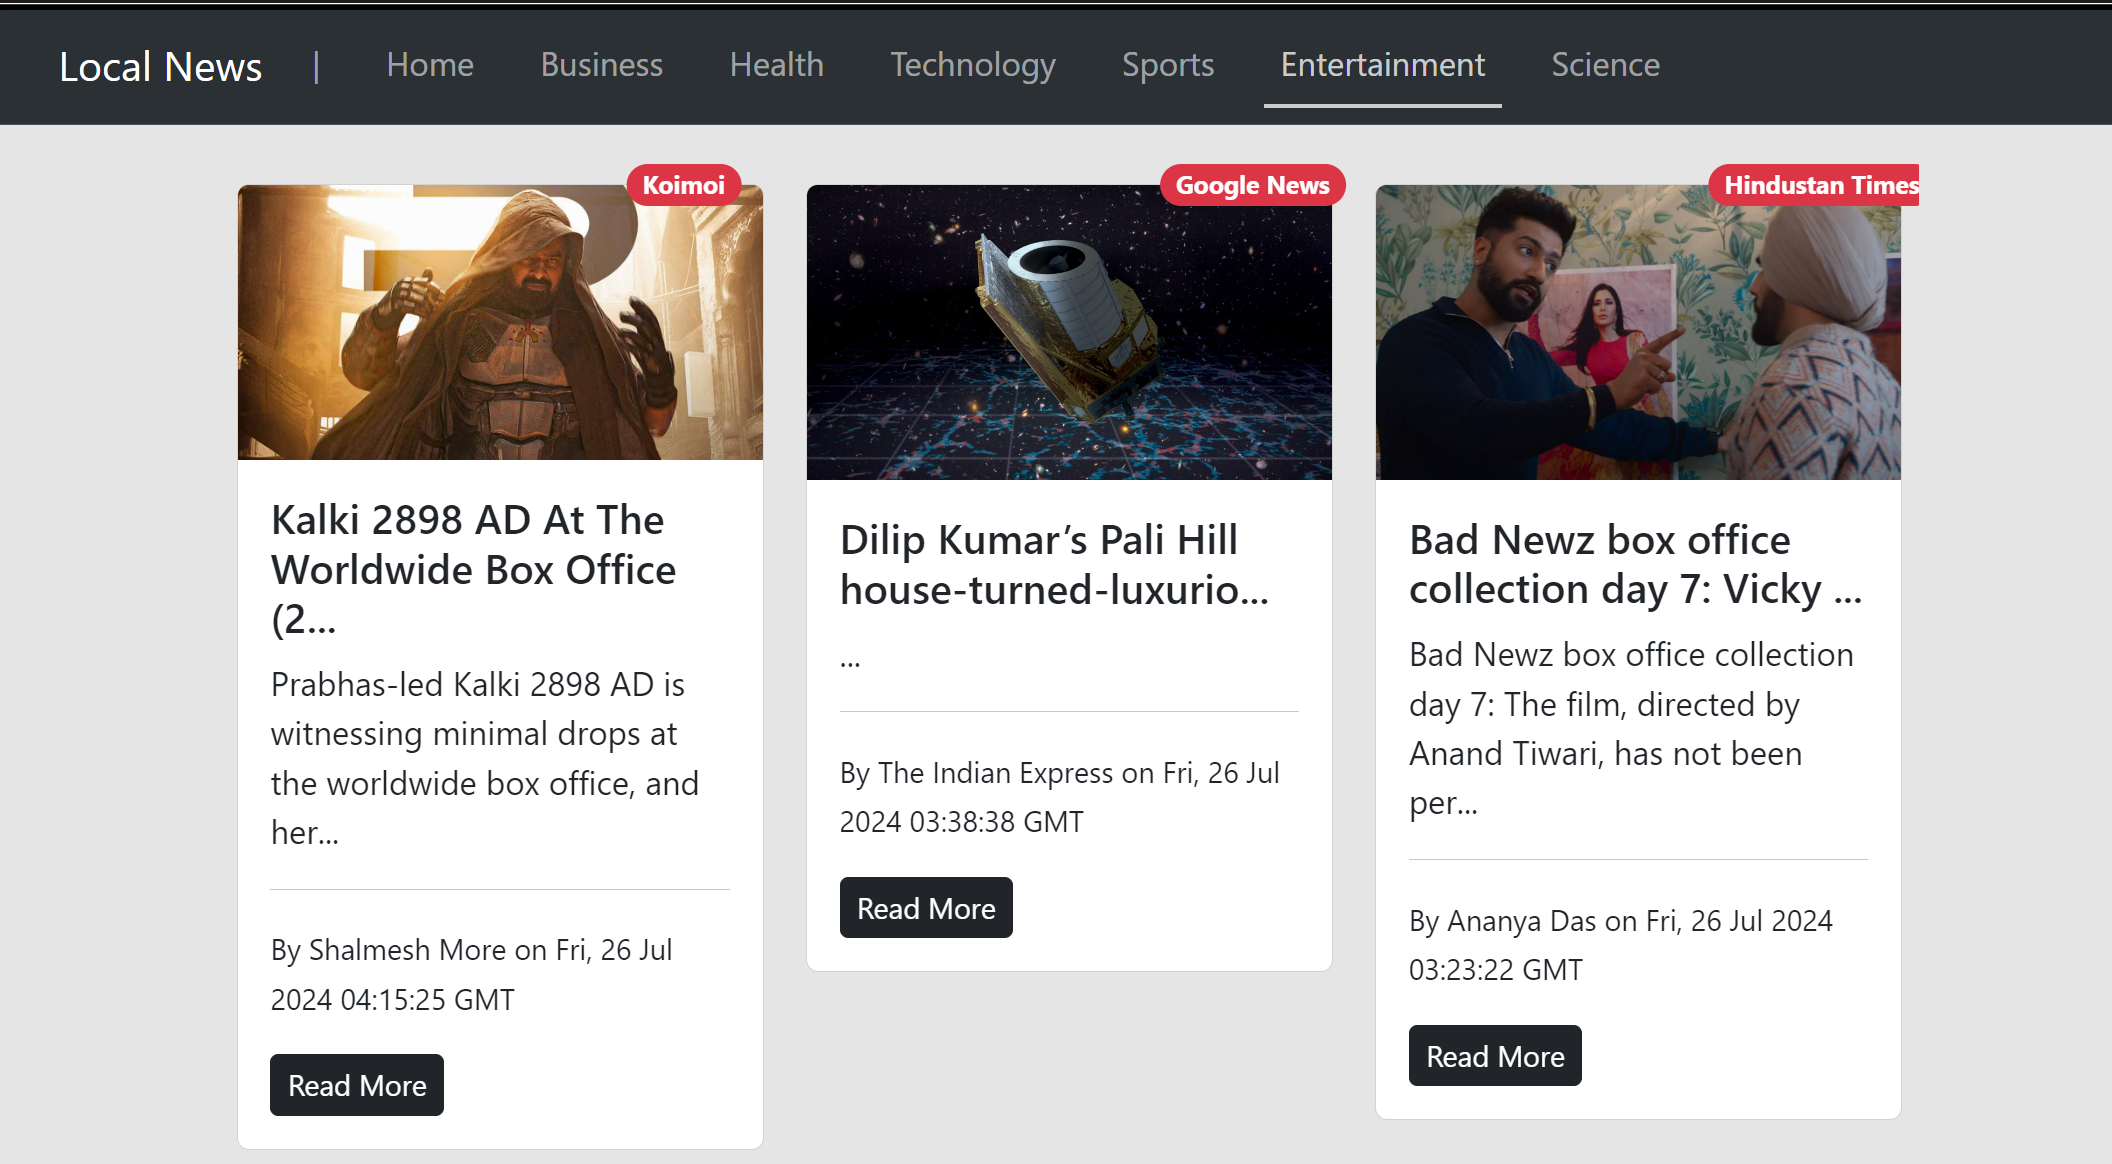 Local News | Home Business Health Technology Sports Entertainment Science
Koimoi
Kalki 2898 AD At The
Worldwide Box Office
(2...
Prabhas-led Kalki 2898 AD is
witnessing minimal drops at
the worldwide box office, and
her...
By Shalmesh More on Fri, 26 Jul
2024 04:15:25 GMT
Read More
Google News
Dilip Kumar’s Pali Hill
house-turned-luxurio...
...
By The Indian Express on Fri, 26 Jul
2024 03:38:38 GMT
Read More
Hindustan Times
Bad Newz box office
collection day 7: Vicky ...
Bad Newz box office collection
day 7: The film, directed by
Anand Tiwari, has not been
per...
By Ananya Das on Fri, 26 Jul 2024
03:23:22 GMT
Read More